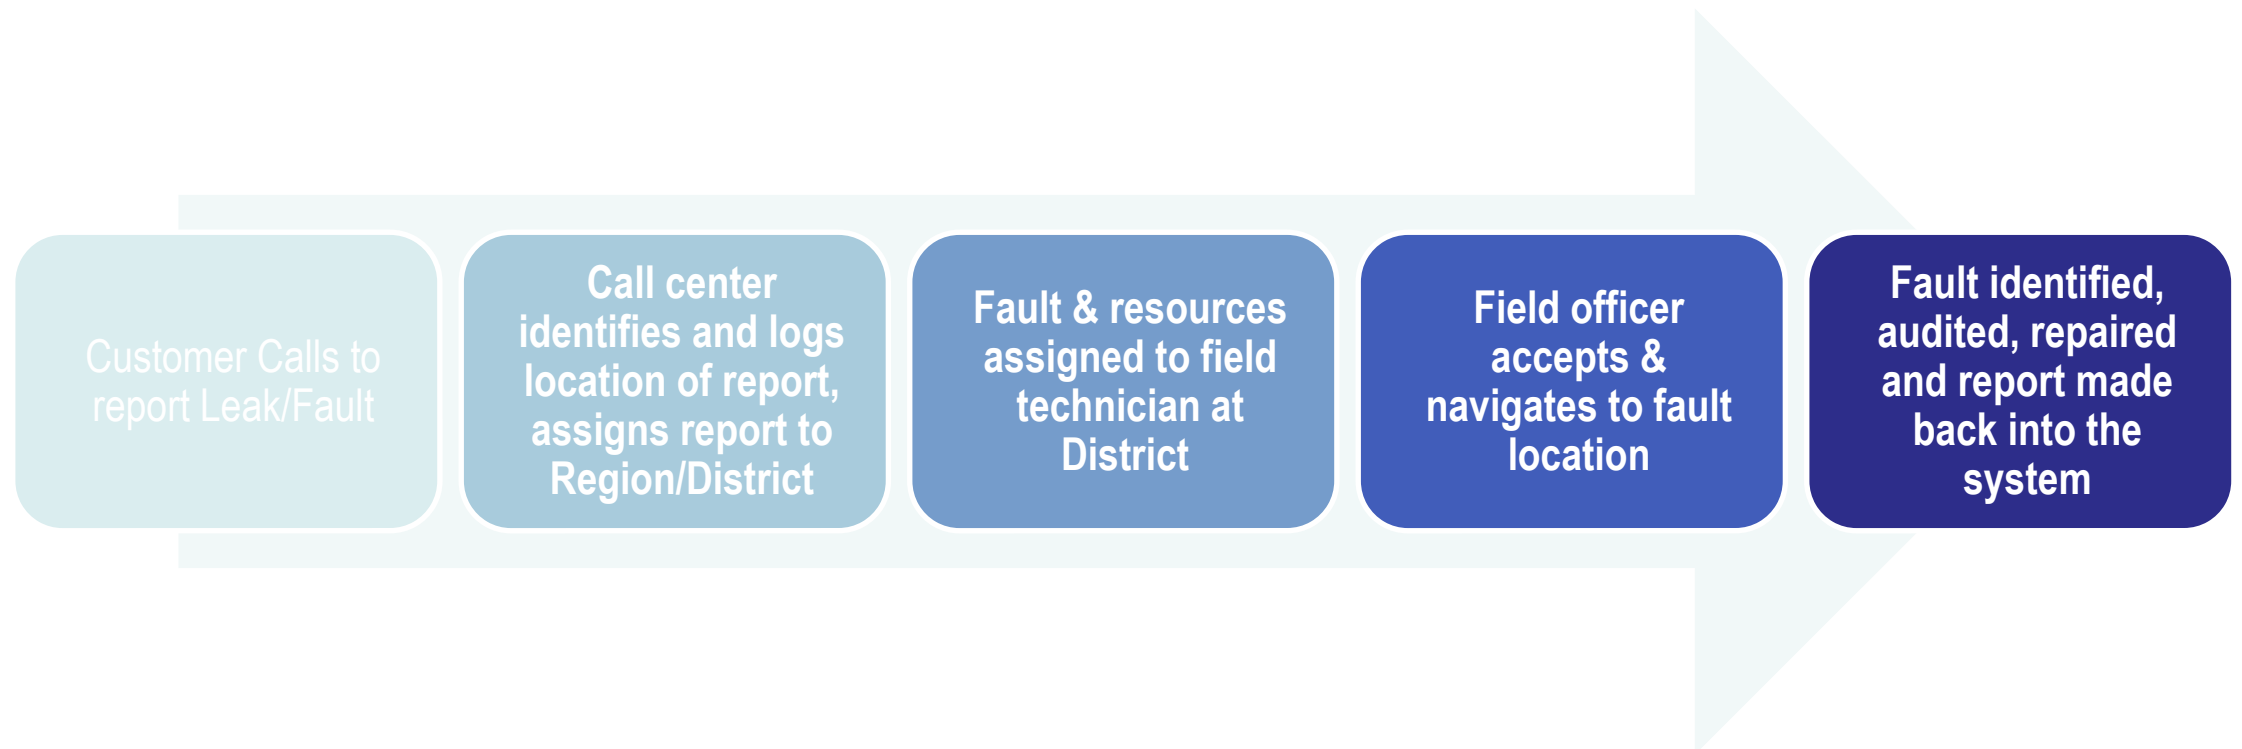 Customer Calls to
report Leak/Fault
Call center
identifies and logs
location of report,
assigns report to
Region/District
Fault & resources
assigned to field
technician at
District
Field officer
accepts &
navigates to fault
location
Fault identified,
audited, repaired
and report made
back into the
system